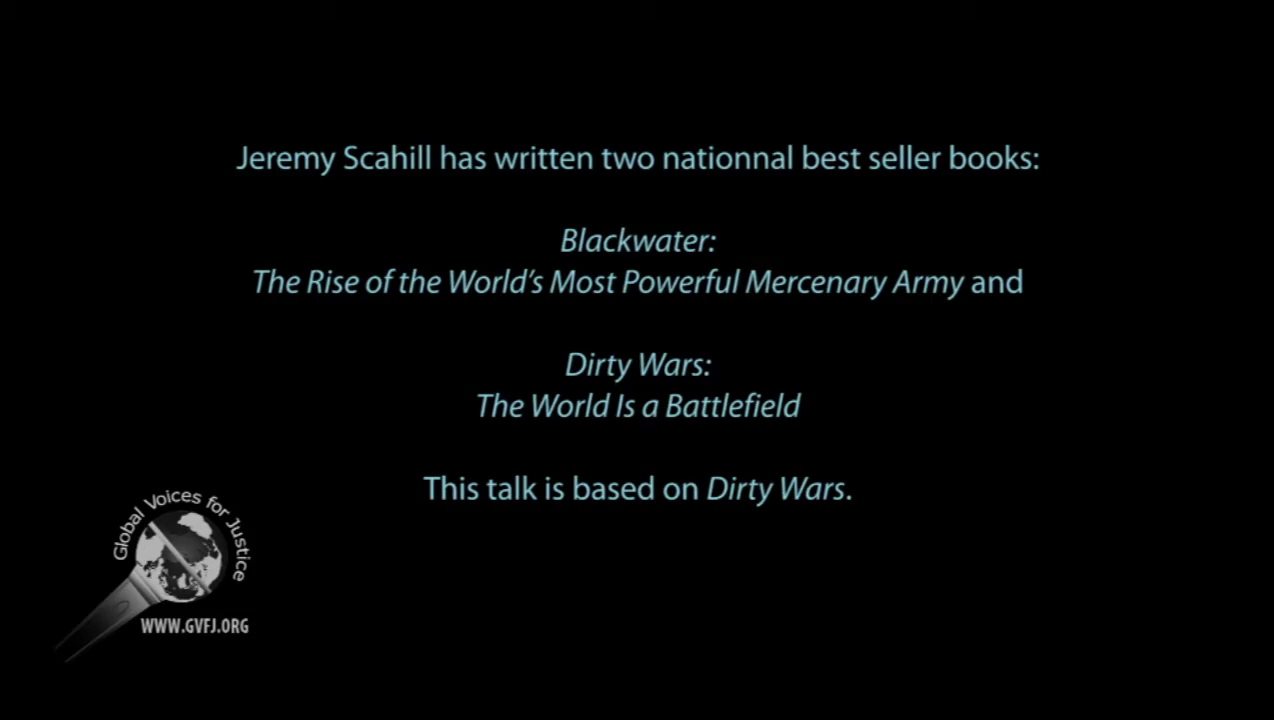 Jeremy Scahill has written two nationnal best seller books:
Blackwater:
The Rise of the World's Most Powerful Mercenary Army and
Dirty Wars:
The World Is a Battlefield
This talk is based on Dirty Wars.
Global Voices for Justice
WWW.GVFJ.ORG